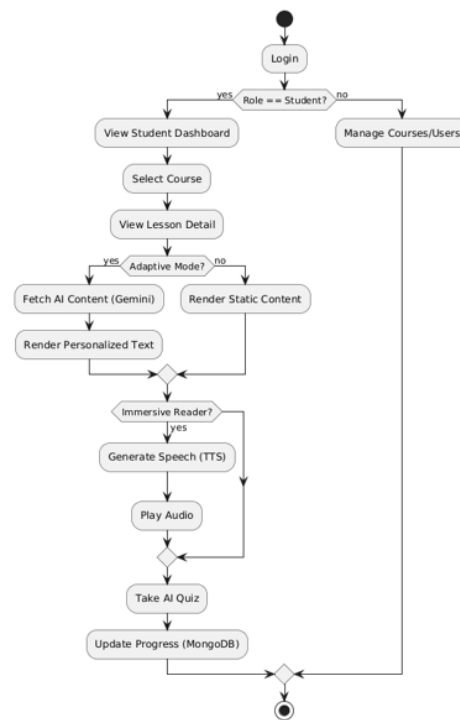 Login
yes
Role == Student?
no
View Student Dashboard
Manage Courses/Users
Select Course
View Lesson Detail
yes
Adaptive Mode?
no
Fetch AI Content (Gemini)
Render Static Content
Render Personalized Text
Immersive Reader?
yes
Generate Speech (TTS)
Play Audio
Take AI Quiz
Update Progress (MongoDB)